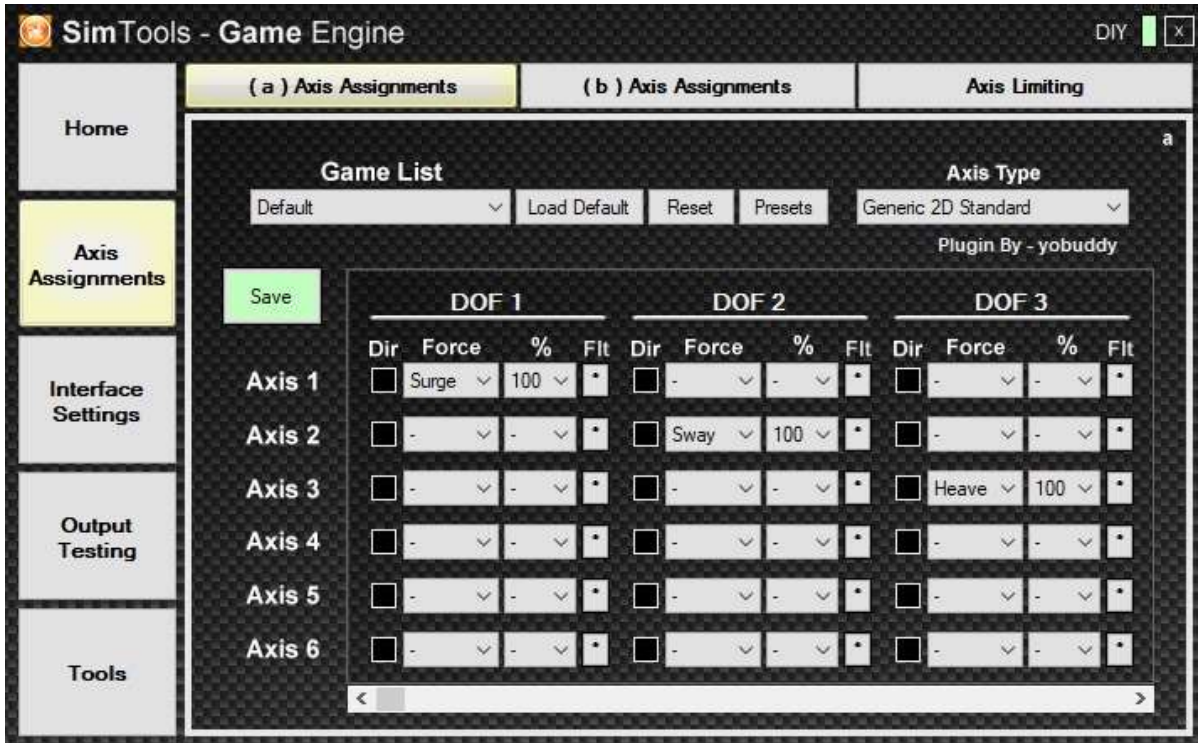 SimTools - Game Engine
DIY
x
Home
Axis Assignments
Interface Settings
Output Testing
Tools
( a ) Axis Assignments
( b ) Axis Assignments
Axis Limiting
a
Game List
Axis Type
Default
Load Default
Reset
Presets
Generic 2D Standard
Plugin By - yobuddy
Save
DOF 1 DOF 2 DOF 3
Dir Force % Flt Dir Force % Flt Dir Force % Flt
Axis 1 Surge 100 * - - * - - *
Axis 2 - - * Sway 100 * - - *
Axis 3 - - * - - * Heave 100 *
Axis 4 - - * - - * - - *
Axis 5 - - * - - * - - *
Axis 6 - - * - - * - - *